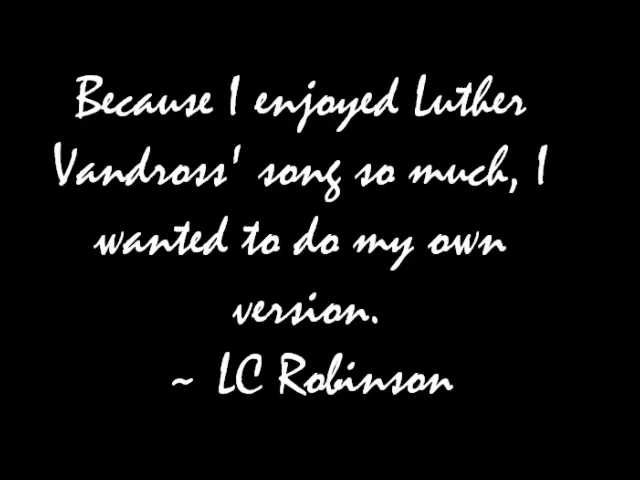 Because I enjoyed Luther
Vandross' song so much, I
wanted to do my own
version.
~ LC Robinson